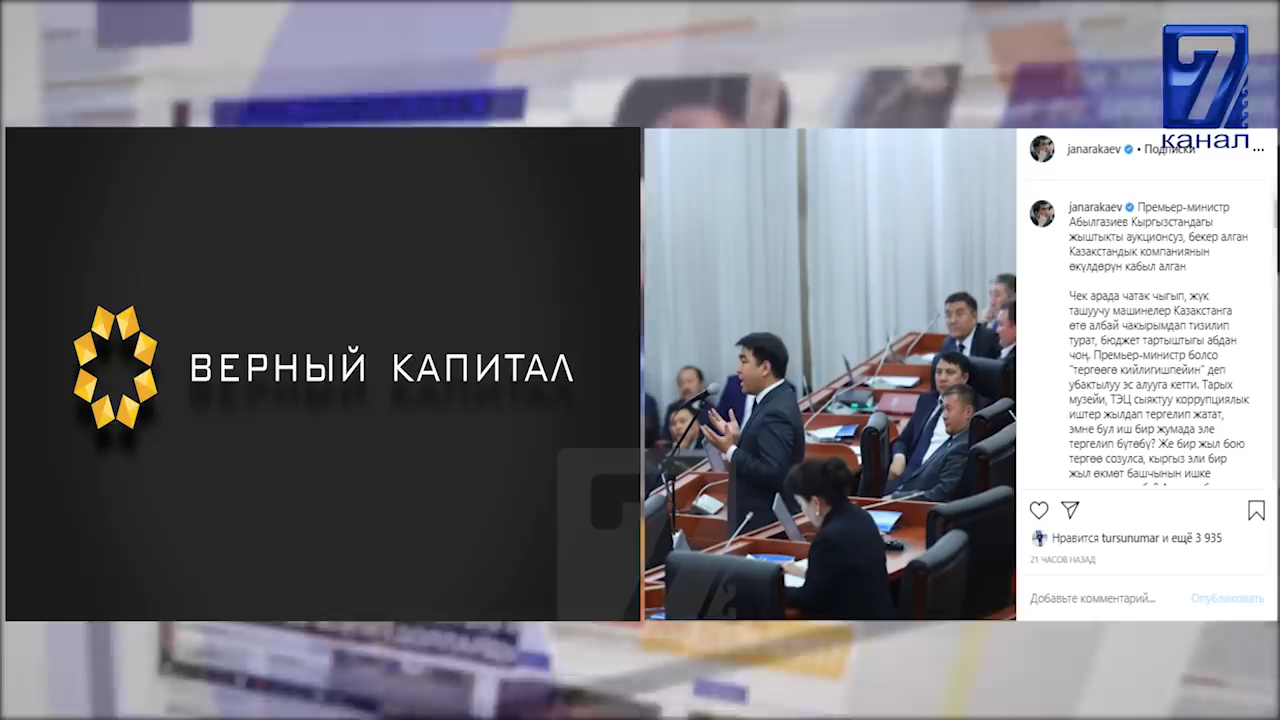 7
канал
ВЕРНЫЙ КАПИТАЛ
janarakaev • Подписки ...
janarakaev Премьер-министр
Абылгазиев Кыргызстандагы
жыштыкты аукционсуз, бекер алган
Казакстандык компаниянын
өкүлдөрүн кабыл алган
Чек арада чатак чыгып, жүк
ташуучу машинелер Казакстанга
өтө албай чакырымдап тизилип
турат, бюджет тартыштыгы абдан
чоң. Премьер-министр болсо
"тергөөгө кийлигишпейин" деп
убактылуу эс алууга кетти. Тарых
музейи, ТЭЦ сыяктуу коррупциялык
иштер жылдап тергелип жатат,
эмне бул иш бир жумада эле
тергелип бүтөбү? Же бир жыл бою
тергөө созулса, кыргыз эли бир
жыл өкмөт башчынын ишке
Нравится tursunumar и ещё 3 935
21 ЧАСОВ НАЗАД
Добавьте комментарий... Опубликовать